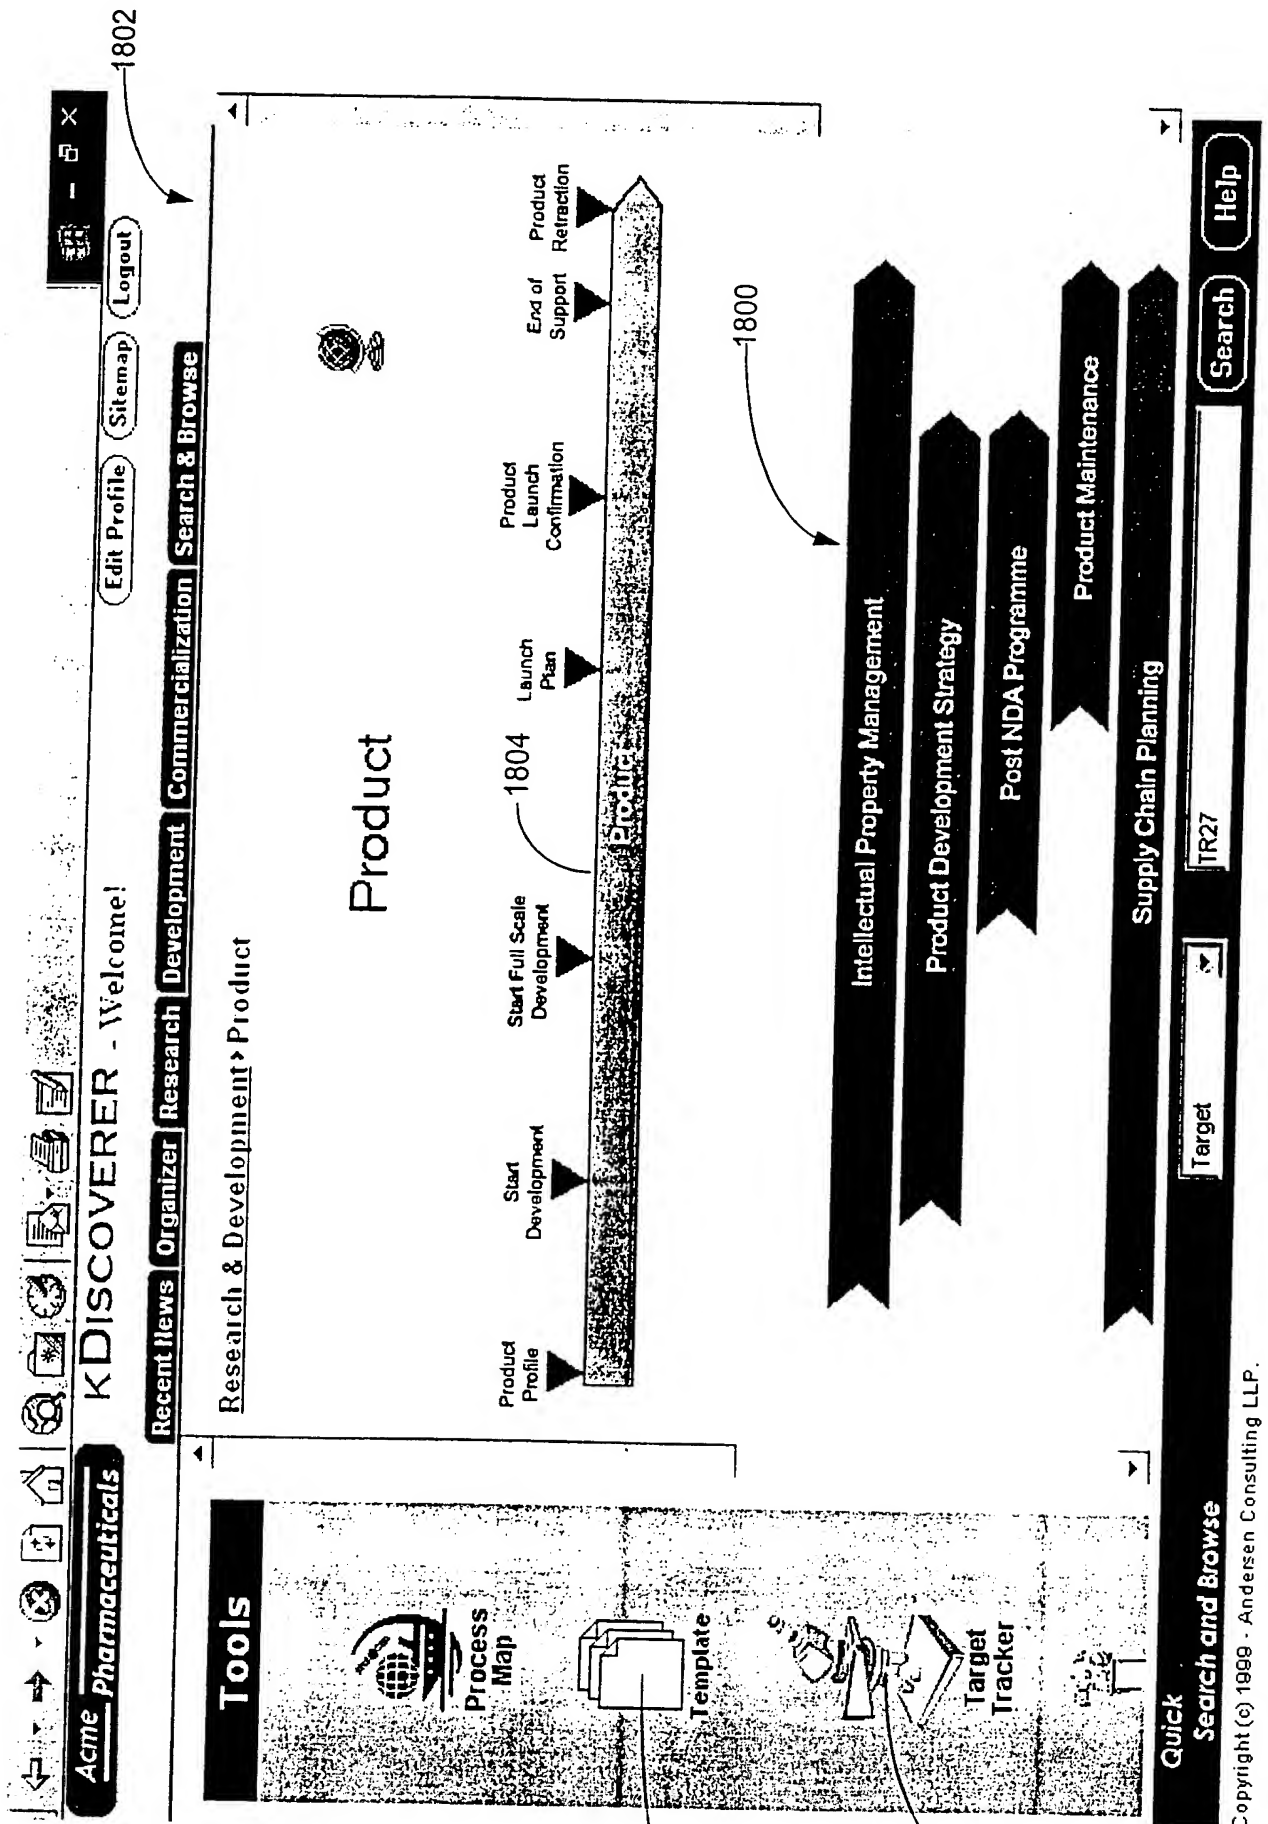 1802
Acme Pharmaceuticals
KDISCOVERER - Welcome!
Edit Profile Sitemap Logout
Recent News Organizer Research Development Commercialization Search & Browse
Tools
Process
Map
Template
Target
Tracker
Research & Development > Product
Product
Product
Profile
Start
Development
Start Full Scale
Development
1804
Launch
Plan
Product
Launch
Confirmation
End of
Support
Product
Retraction
Product
1800
Intellectual Property Management
Product Development Strategy
Post NDA Programme
Product Maintenance
Supply Chain Planning
Quick
Search and Browse
Target
TR27
Search
Help
Copyright (c) 1999 - Andersen Consulting LLP.